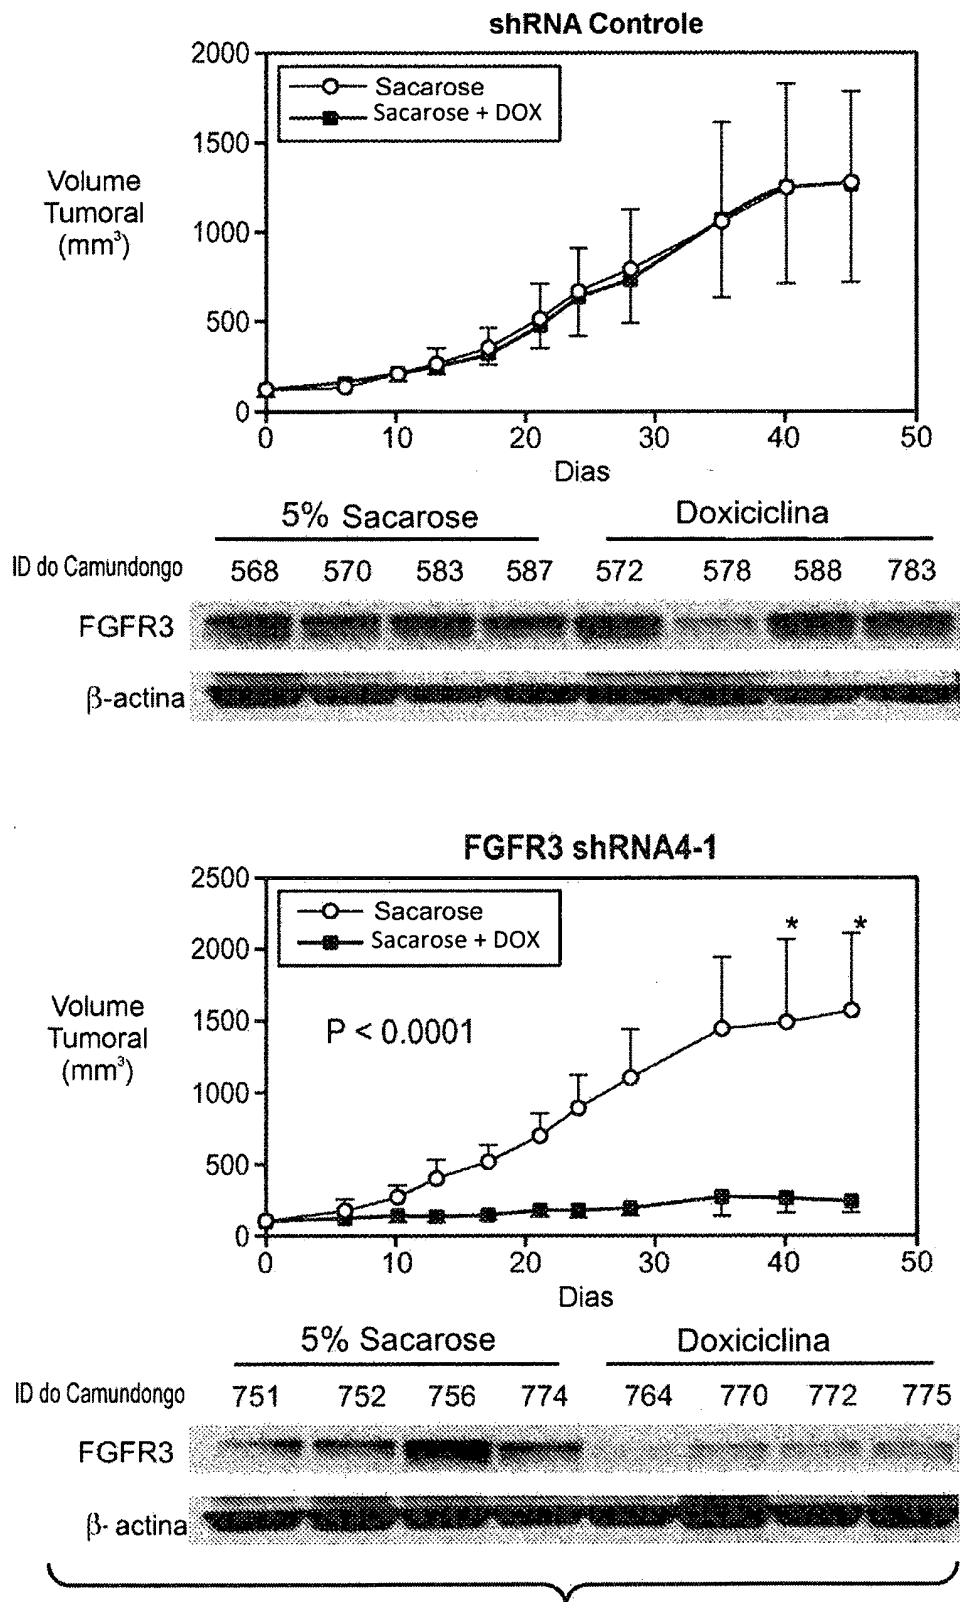 shRNA Controle
2000
1500
1000
500
0
Volume
Tumoral
(mm³)
Sacarose
Sacarose + DOX
0 10 20 30 40 50
Dias
5% Sacarose Doxiciclina
ID do Camundongo 568 570 583 587 572 578 588 783
FGFR3
β-actina
FGFR3 shRNA4-1
2500
2000
1500
1000
500
0
Volume
Tumoral
(mm³)
Sacarose
Sacarose + DOX
* *
P < 0.0001
0 10 20 30 40 50
Dias
5% Sacarose Doxiciclina
ID do Camundongo 751 752 756 774 764 770 772 775
FGFR3
β- actina